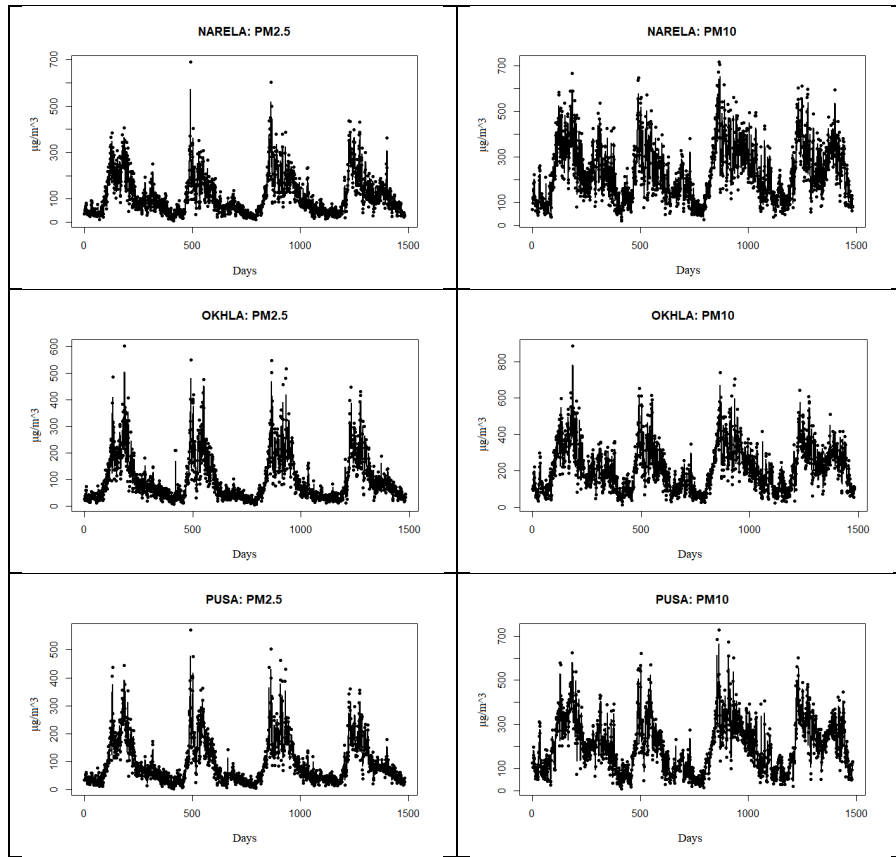 NARELA: PM2.5
µg/m^3
0 100 300 500 700
0 500 1000 1500
Days
NARELA: PM10
µg/m^3
0 100 300 500 700
0 500 1000 1500
Days
OKHLA: PM2.5
µg/m^3
0 100 200 300 400 500 600
0 500 1000 1500
Days
OKHLA: PM10
µg/m^3
0 200 400 600 800
0 500 1000 1500
Days
PUSA: PM2.5
µg/m^3
0 100 200 300 400 500
0 500 1000 1500
Days
PUSA: PM10
µg/m^3
0 100 300 500 700
0 500 1000 1500
Days